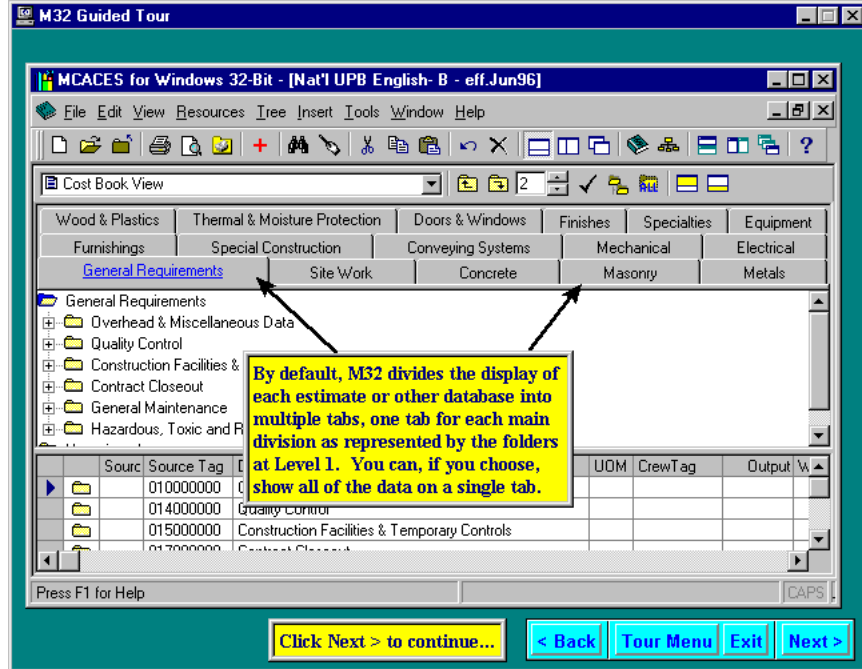 M32 Guided Tour
MCACES for Windows 32-Bit - [Nat'l UPB English- B - eff.Jun96]
File Edit View Resources Tree Insert Tools Window Help
Cost Book View
2
Wood & Plastics Thermal & Moisture Protection Doors & Windows Finishes Specialties Equipment
Furnishings Special Construction Conveying Systems Mechanical Electrical
General Requirements Site Work Concrete Masonry Metals
General Requirements
Overhead & Miscellaneous Data
Quality Control
Construction Facilities &
Contract Closeout
General Maintenance
Hazardous, Toxic and R
By default, M32 divides the display of
each estimate or other database into
multiple tabs, one tab for each main
division as represented by the folders
at Level 1. You can, if you choose,
show all of the data on a single tab.
Sourc Source Tag UOM CrewTag Output
010000000
014000000 Quality Control
015000000 Construction Facilities & Temporary Controls
017000000 Contract Closeout
Press F1 for Help CAPS
Click Next > to continue...
< Back Tour Menu Exit Next >